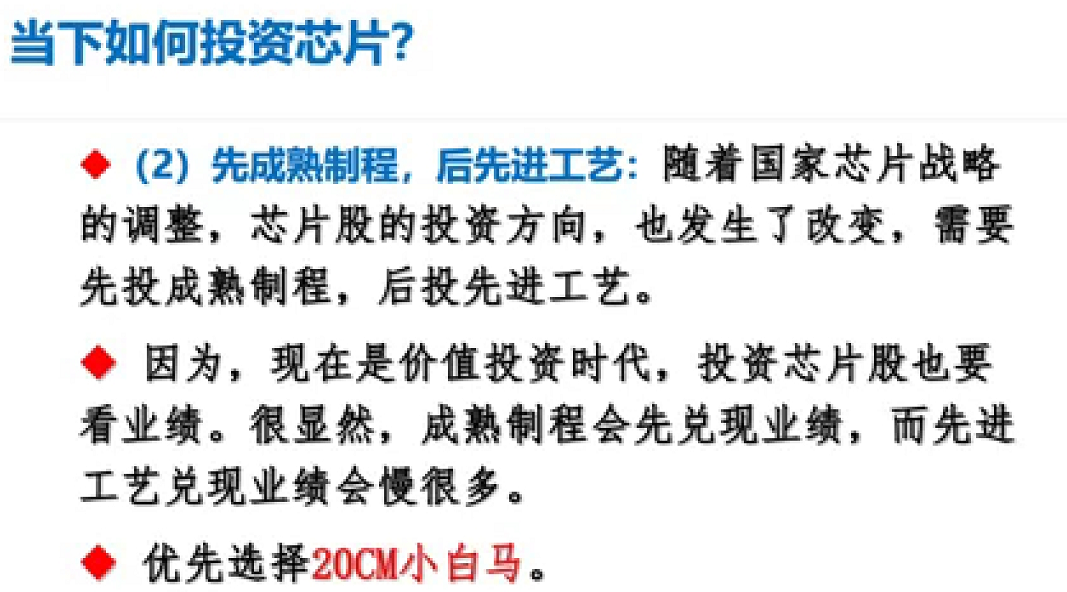 当下如何投资芯片?
◆ (2) 先成熟制程，后先进工艺：随着国家芯片战略
的调整，芯片股的投资方向，也发生了改变，需要
先投成熟制程，后投先进工艺。
◆ 因为，现在是价值投资时代，投资芯片股也要
看业绩。很显然，成熟制程会先兑现业绩，而先进
工艺兑现业绩会慢很多。
◆ 优先选择20CM小白马。